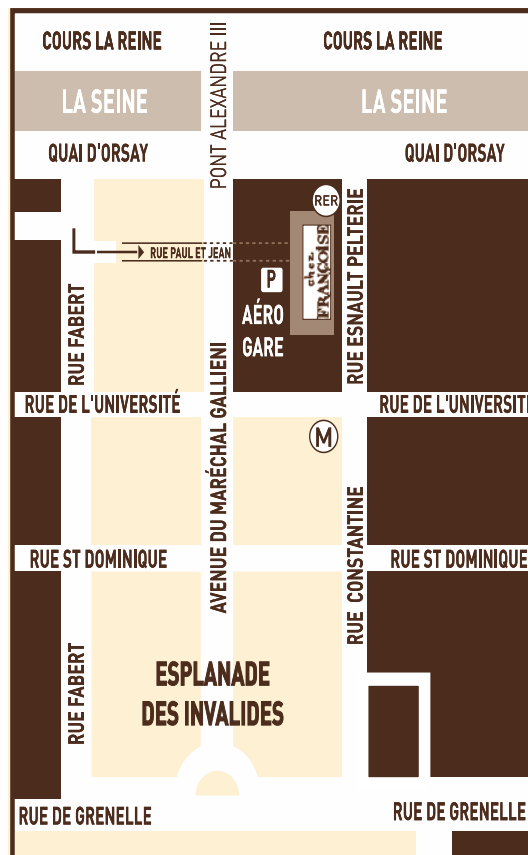 COURS LA REINE
COURS LA REINE
PONT ALEXANDRE III
LA SEINE
LA SEINE
QUAI D'ORSAY
QUAI D'ORSAY
RER
RUE PAUL ET JEAN
chez
FRANÇOISE
RUE ESNAULT PELTERIE
P
AÉRO
GARE
RUE FABERT
RUE DE L'UNIVERSITÉ
RUE DE L'UNIVERSITÉ
AVENUE DU MARÉCHAL GALLIENI
M
RUE CONSTANTINE
RUE ST DOMINIQUE
RUE ST DOMINIQUE
RUE FABERT
ESPLANADE
DES INVALIDES
RUE DE GRENELLE
RUE DE GRENELLE